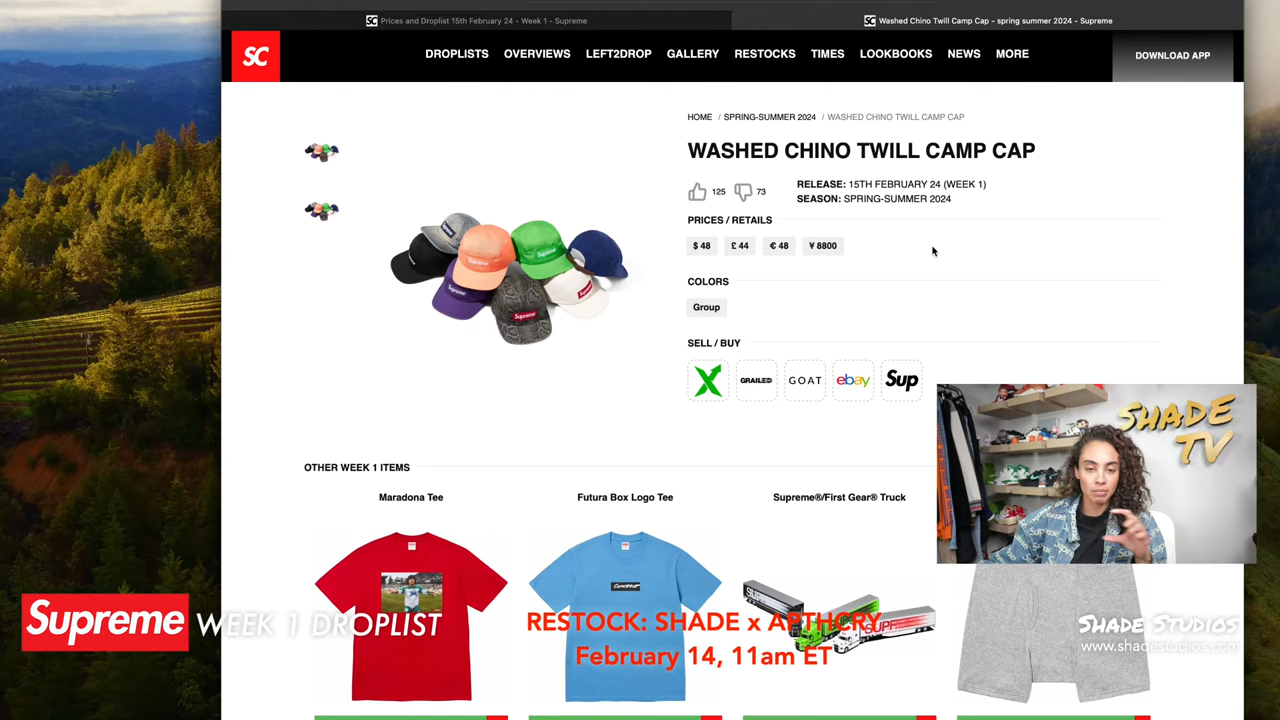 SC Prices and Droplist 15th February 24 - Week 1 - Supreme
SC Washed Chino Twill Camp Cap - spring summer 2024 - Supreme
SC DROPLISTS OVERVIEWS LEFT2DROP GALLERY RESTOCKS TIMES LOOKBOOKS NEWS MORE DOWNLOAD APP
HOME / SPRING-SUMMER 2024 / WASHED CHINO TWILL CAMP CAP
WASHED CHINO TWILL CAMP CAP
125 73
RELEASE: 15TH FEBRUARY 24 (WEEK 1)
SEASON: SPRING-SUMMER 2024
PRICES / RETAILS
$ 48 £ 44 € 48 ¥ 8800
COLORS
Group
SELL / BUY
X GRAILED GOAT ebay Sup
Supreme
SHADE
TV
OTHER WEEK 1 ITEMS
Maradona Tee
Futura Box Logo Tee
Supreme®/First Gear® Truck
Supreme WEEK 1 DROPLIST
RESTOCK: SHADE x APTHCRY
February 14, 11am ET
SHADE STUDIOS
www.shadestudios.com